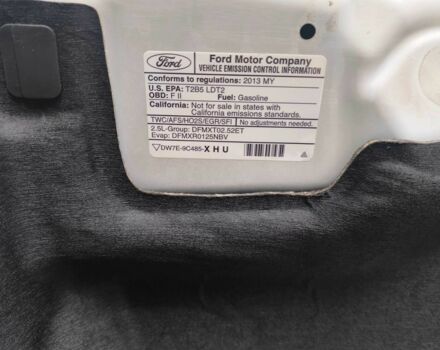 Ford
Ford Motor Company
VEHICLE EMISSION CONTROL INFORMATION
Conforms to regulations: 2013 MY
U.S. EPA: T2B5 LDT2
OBD: F II Fuel: Gasoline
California: Not for sale in states with
California emissions standards.
TWC/AFS/HO2S/EGR/SFI No adjustments needed.
2.5L-Group: DFMXT02.52ET
Evap: DFMXR0125NBV
DW7E-9C485-X H U